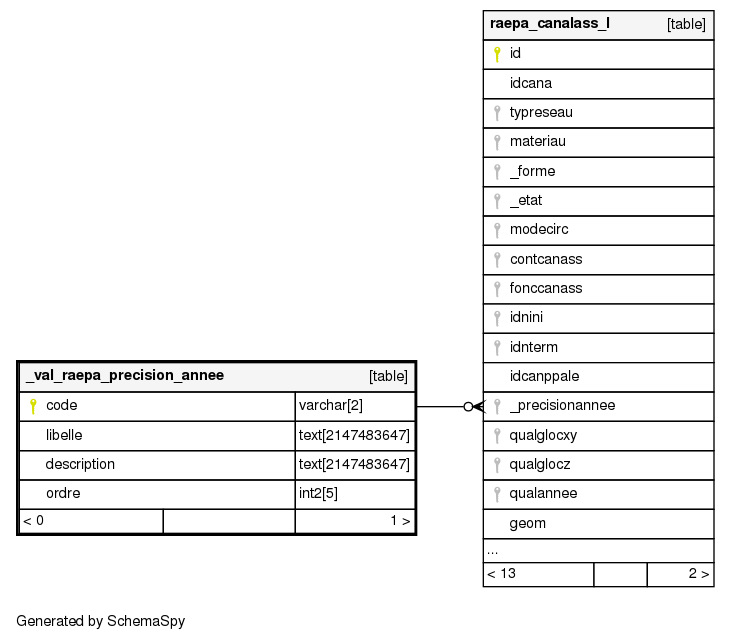 raepa_canalass_l [table]
id
idcana
typreseau
materiau
_forme
_etat
modecirc
contcanass
fonccanass
idnini
idnterm
idcanppale
_precisionannee
qualglocxy
qualglocz
qualannee
geom
...
< 13 2 >
_val_raepa_precision_annee [table]
code varchar[2]
libelle text[2147483647]
description text[2147483647]
ordre int2[5]
< 0 1 >
Generated by SchemaSpy